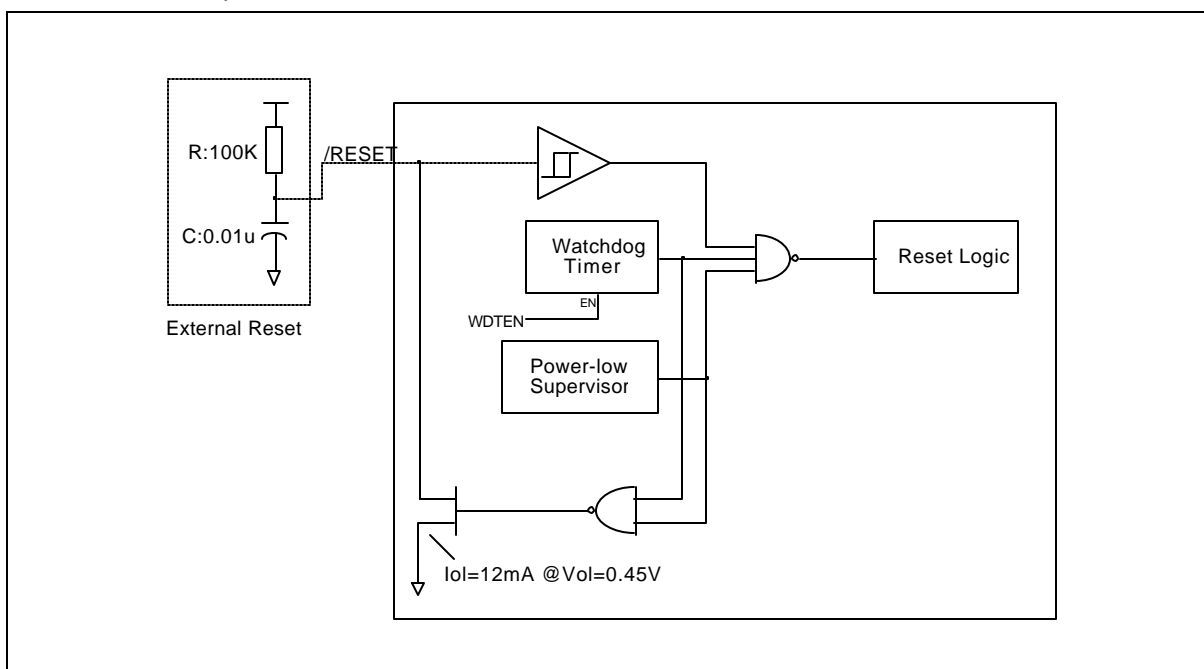 R:100K
/RESET
C:0.01u
External Reset
Watchdog
Timer
EN
WDTEN
Power-low
Supervisor
Reset Logic
Iol=12mA @Vol=0.45V